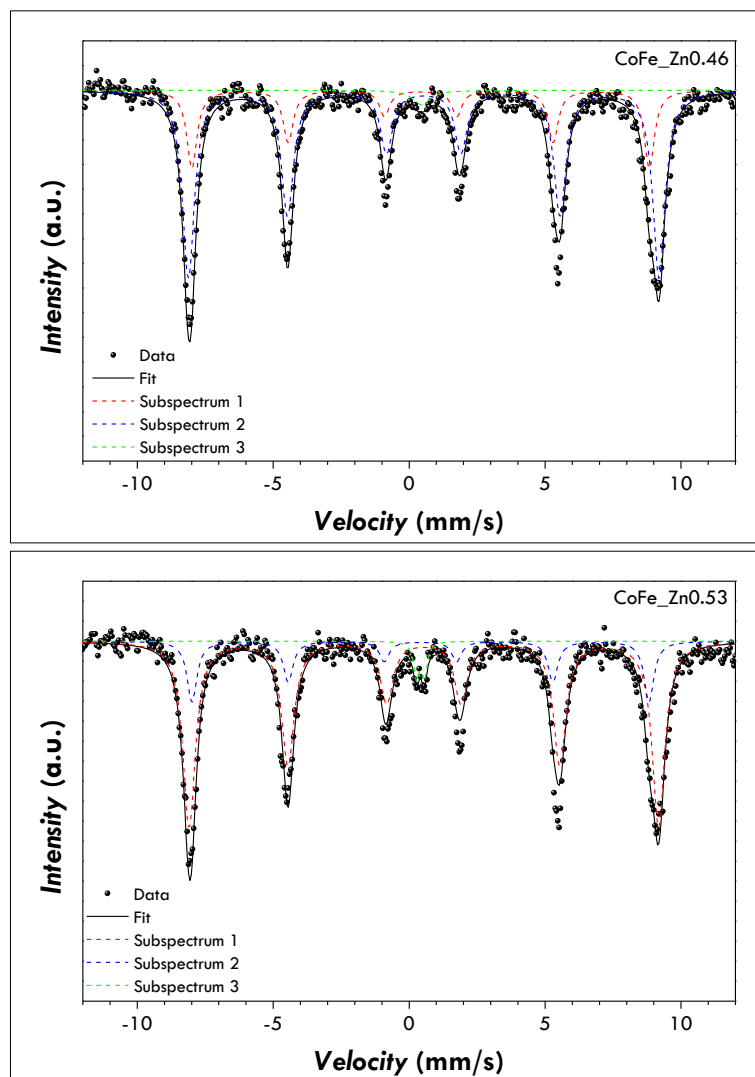 CoFe_Zn0.46
Intensity (a.u.)
Data
Fit
Subspectrum 1
Subspectrum 2
Subspectrum 3
-10 -5 0 5 10
Velocity (mm/s)
CoFe_Zn0.53
Intensity (a.u.)
Data
Fit
Subspectrum 1
Subspectrum 2
Subspectrum 3
-10 -5 0 5 10
Velocity (mm/s)